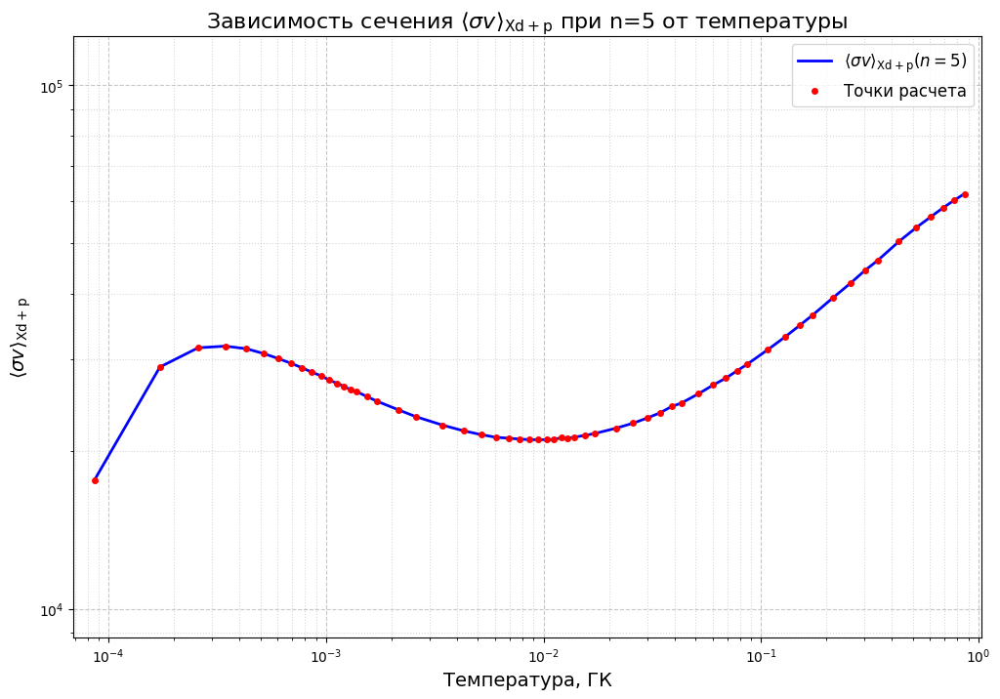 Зависимость сечения ⟨σv⟩Xd+p при n=5 от температуры
⟨σv⟩Xd+p(n = 5)
Точки расчета
⟨σv⟩Xd+p
10⁵
10⁴
10⁻⁴ 10⁻³ 10⁻² 10⁻¹ 10⁰
Температура, ГК